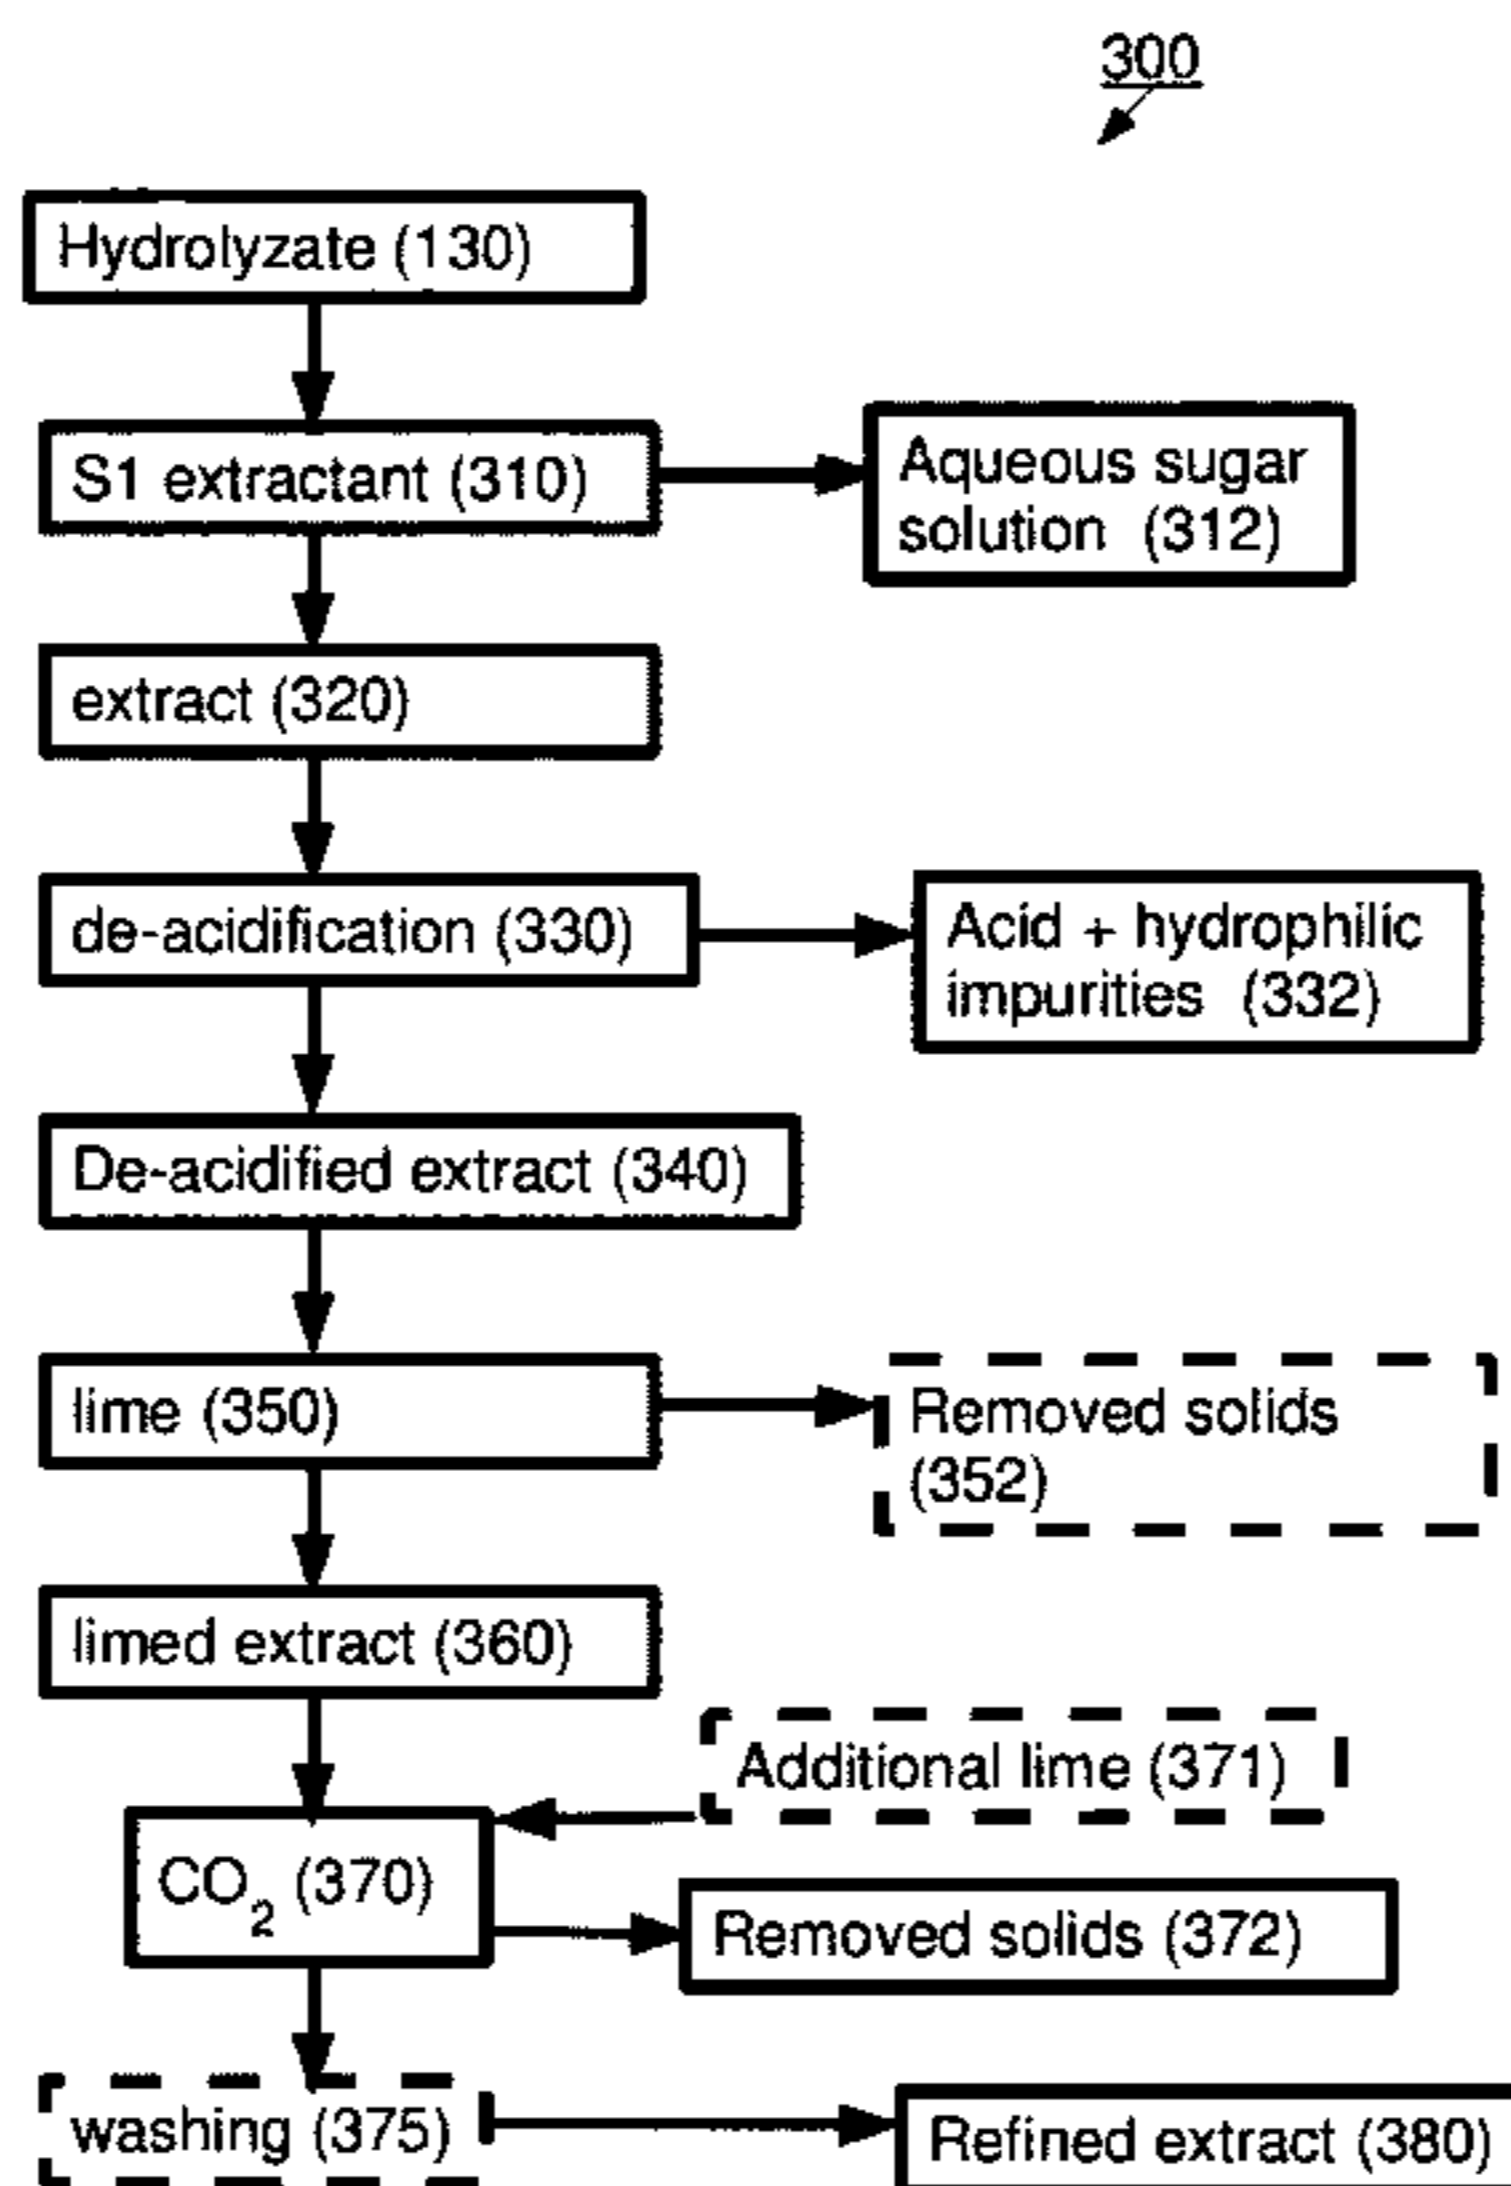 300
Hydrolyzate (130)
S1 extractant (310)
Aqueous sugar
solution (312)
extract (320)
de-acidification (330)
Acid + hydrophilic
impurities (332)
De-acidified extract (340)
lime (350)
Removed solids
(352)
limed extract (360)
Additional lime (371)
CO2 (370)
Removed solids (372)
washing (375)
Refined extract (380)